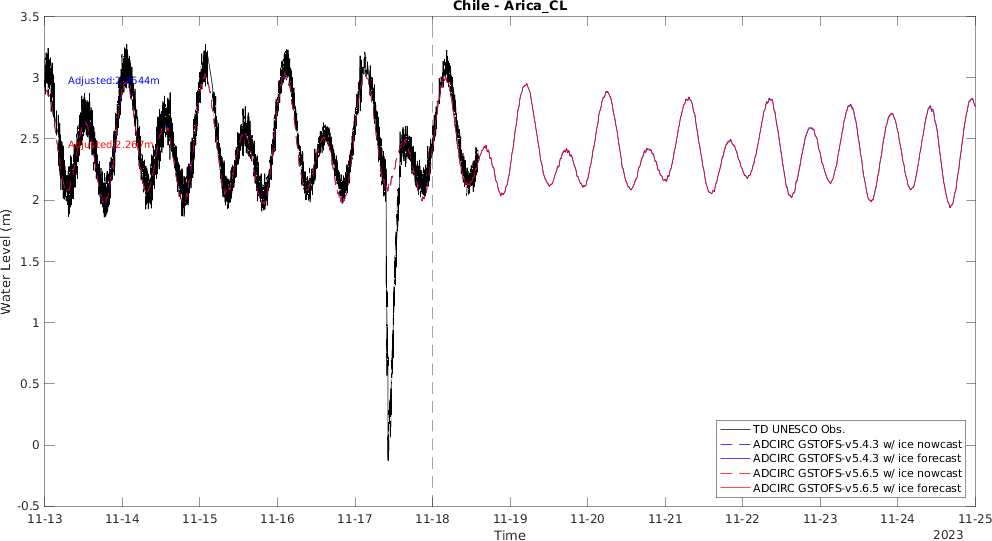 Chile - Arica_CL
3.5
3
2.5
2
1.5
1
0.5
0
-0.5
Water Level (m)
Adjusted:
Adjusted:2.267m
TD UNESCO Obs.
ADCIRC GSTOFS-v5.4.3 w/ ice nowcast
ADCIRC GSTOFS-v5.4.3 w/ ice forecast
ADCIRC GSTOFS-v5.6.5 w/ ice nowcast
ADCIRC GSTOFS-v5.6.5 w/ ice forecast
11-13 11-14 11-15 11-16 11-17 11-18 11-19 11-20 11-21 11-22 11-23 11-24 11-25
Time
2023